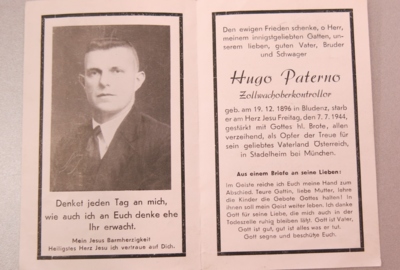 Denket jeden Tag an mich,
wie auch ich an Euch denke ehe
Ihr erwacht.
Mein Jesus Barmherzigkeit
Heiligstes Herz Jesu ich vertraue auf Dich.
Den ewigen Frieden schenke, o Herr,
meinem innigstgeliebten Gatten, un-
serem lieben, guten Vater, Bruder
und Schwager
Hugo Paterno
Zollwachoberkontrollor
geb. am 19. 12. 1896 in Bludenz, starb
er am Herz Jesu Freitag, den 7. 7. 1944,
gestärkt mit Gottes hl. Brote, allen
verzeihend, als Opfer der Treue für
sein geliebtes Vaterland Österreich,
in Stadelheim bei München.
Aus einem Briefe an seine Lieben:
Im Geiste reiche ich Euch meine Hand zum
Abschied. Teure Gattin, liebe Mutter, lehre
die Kinder die Gebote Gottes halten! In
ihnen soll mein Geist weiter leben. Ich danke
Gott für seine Liebe, die mich auch in der
Todeszelle ruhig bleiben läßt. Gott ist Vater,
Gott ist gut, gut ist alles was er tut.
Gott segne und beschütze Euch.